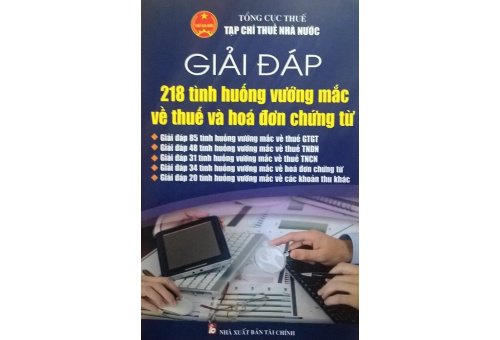 TỔNG CỤC THUẾ
TẠP CHÍ THUẾ NHÀ NƯỚC
GIẢI ĐÁP
218 tình huống vướng mắc
về thuế và hoá đơn chứng từ
Giải đáp 85 tình huống vướng mắc về thuế GTGT
Giải đáp 48 tình huống vướng mắc về thuế TNDN
Giải đáp 31 tình huống vướng mắc về thuế TNCN
Giải đáp 34 tình huống vướng mắc về hoá đơn chứng từ
Giải đáp 20 tình huống vướng mắc về các khoản thu khác
NHÀ XUẤT BẢN TÀI CHÍNH